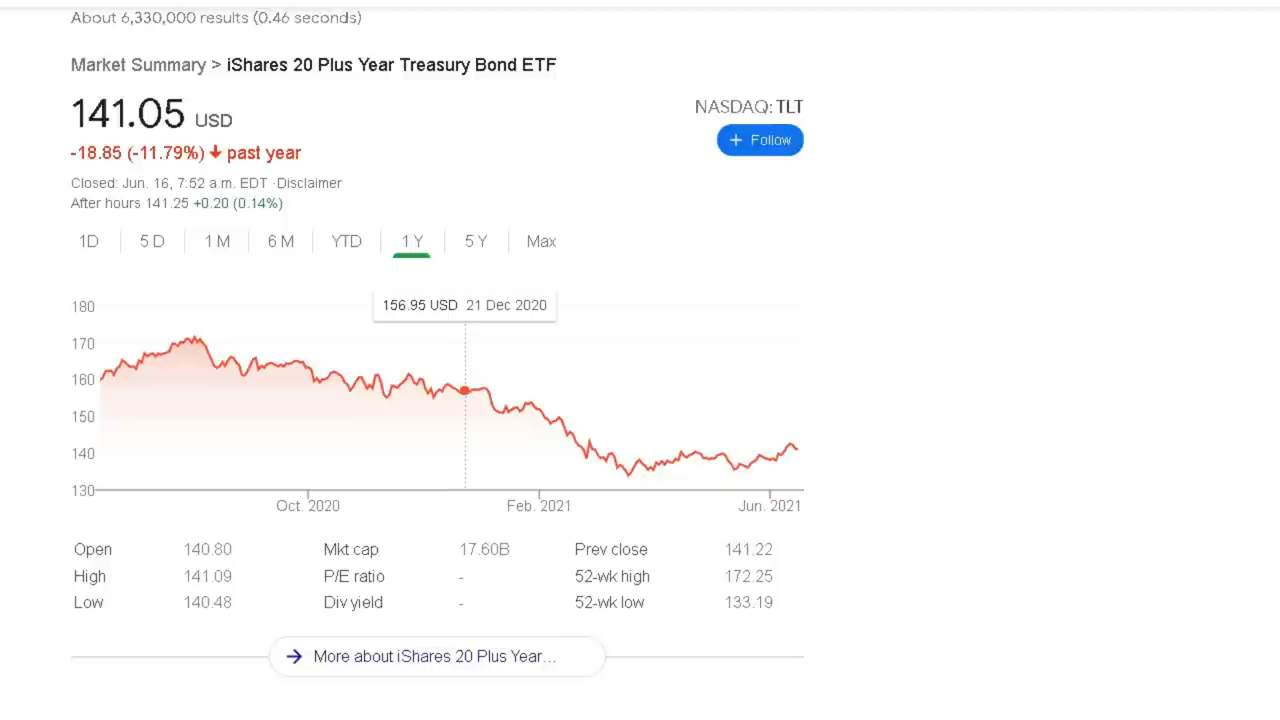 About 6,330,000 results (0.46 seconds)
Market Summary > iShares 20 Plus Year Treasury Bond ETF
141.05 USD
NASDAQ: TLT
+ Follow
-18.85 (-11.79%) ↓ past year
Closed: Jun. 16, 7:52 a.m. EDT · Disclaimer
After hours 141.25 +0.20 (0.14%)
1D 5 D 1 M 6 M YTD 1 Y 5 Y Max
156.95 USD 21 Dec 2020
180
170
160
150
140
130
Oct. 2020 Feb. 2021 Jun. 2021
Open 140.80 Mkt cap 17.60B Prev close 141.22
High 141.09 P/E ratio - 52-wk high 172.25
Low 140.48 Div yield - 52-wk low 133.19
→ More about iShares 20 Plus Year...